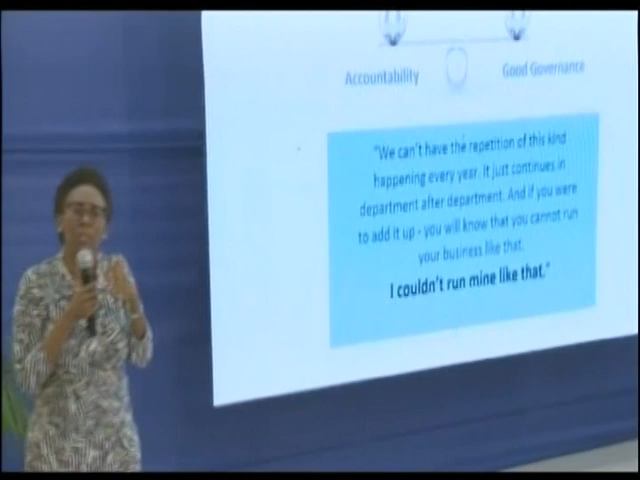 Accountability
Good Governance
"We can't have the repetition of this kind
happening every year. It just continues in
department after department. And if you were
to add it up - you will know that you cannot run
your business like that.
I couldn't run mine like that."